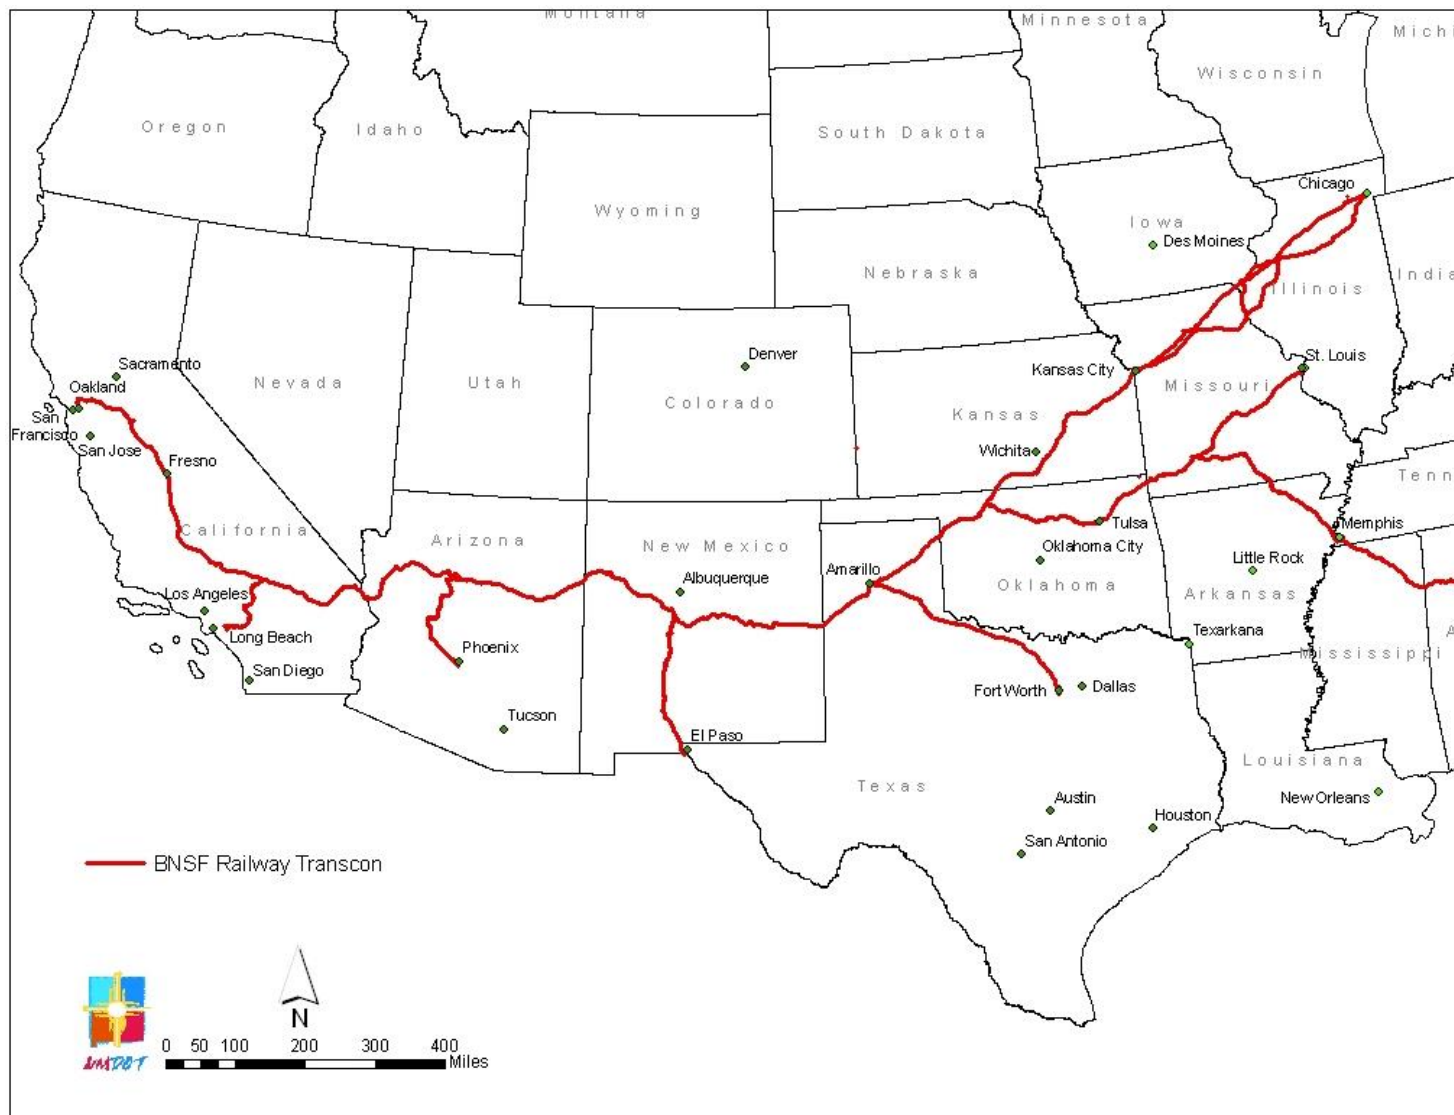 Montana
Minnesota
Michi
Wisconsin
Oregon
Idaho
South Dakota
Chicago
Wyoming
Iowa
Des Moines
Nebraska
India
Illinois
Sacramento
Denver
St. Louis
Oakland
Nevada
Utah
Colorado
Kansas City
Missouri
San
Francisco
San Jose
Kansas
Wichita
Fresno
Tenn
California
Arizona
New Mexico
Tulsa
Memphis
Oklahoma City
Albuquerque
Amarillo
Oklahoma
Little Rock
Arkansas
Los Angeles
Long Beach
Texarkana
A
Phoenix
Mississippi
San Diego
Fort Worth
Dallas
Tucson
El Paso
Texas
Louisiana
Austin
New Orleans
Houston
San Antonio
BNSF Railway Transcon
N
NMDOT
0 50 100 200 300 400
Miles